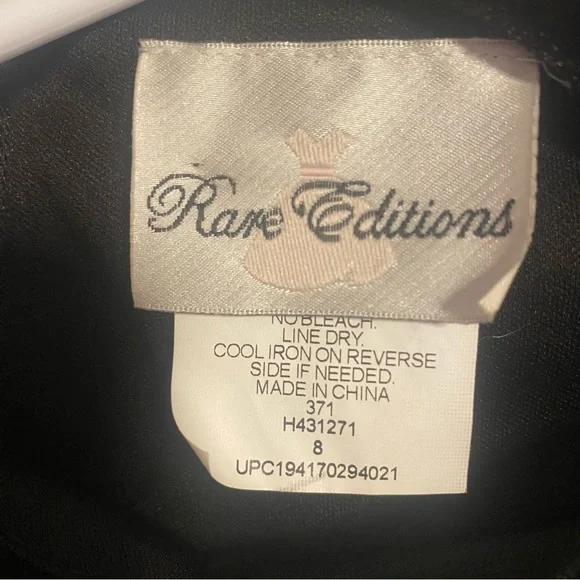 Rare Editions
NO BLEACH.
LINE DRY.
COOL IRON ON REVERSE
SIDE IF NEEDED.
MADE IN CHINA
371
H431271
8
UPC194170294021